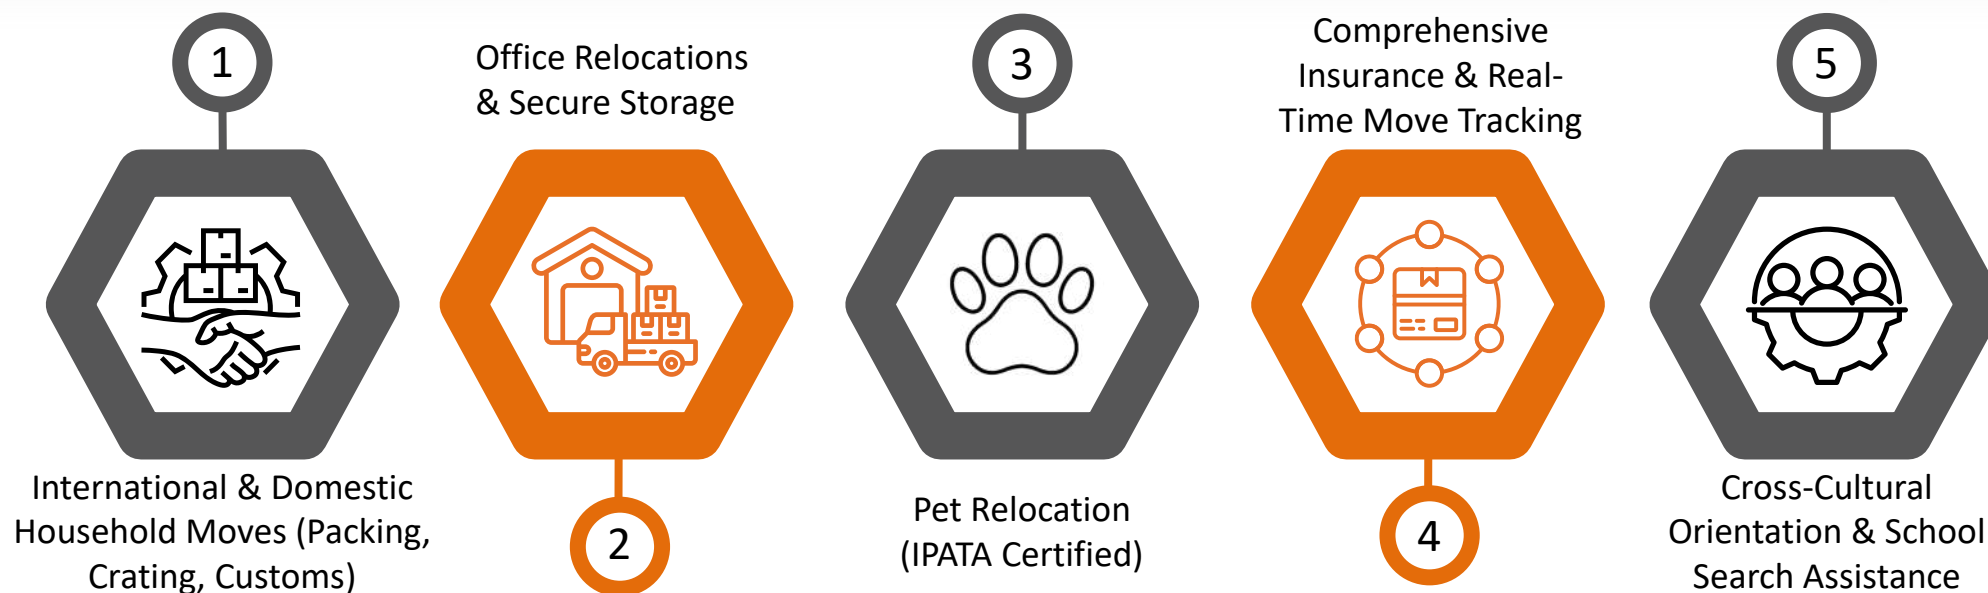 1
International & Domestic
Household Moves (Packing,
Crating, Customs)
Office Relocations
& Secure Storage
2
3
Pet Relocation
(IPATA Certified)
Comprehensive
Insurance & Real-
Time Move Tracking
4
5
Cross-Cultural
Orientation & School
Search Assistance